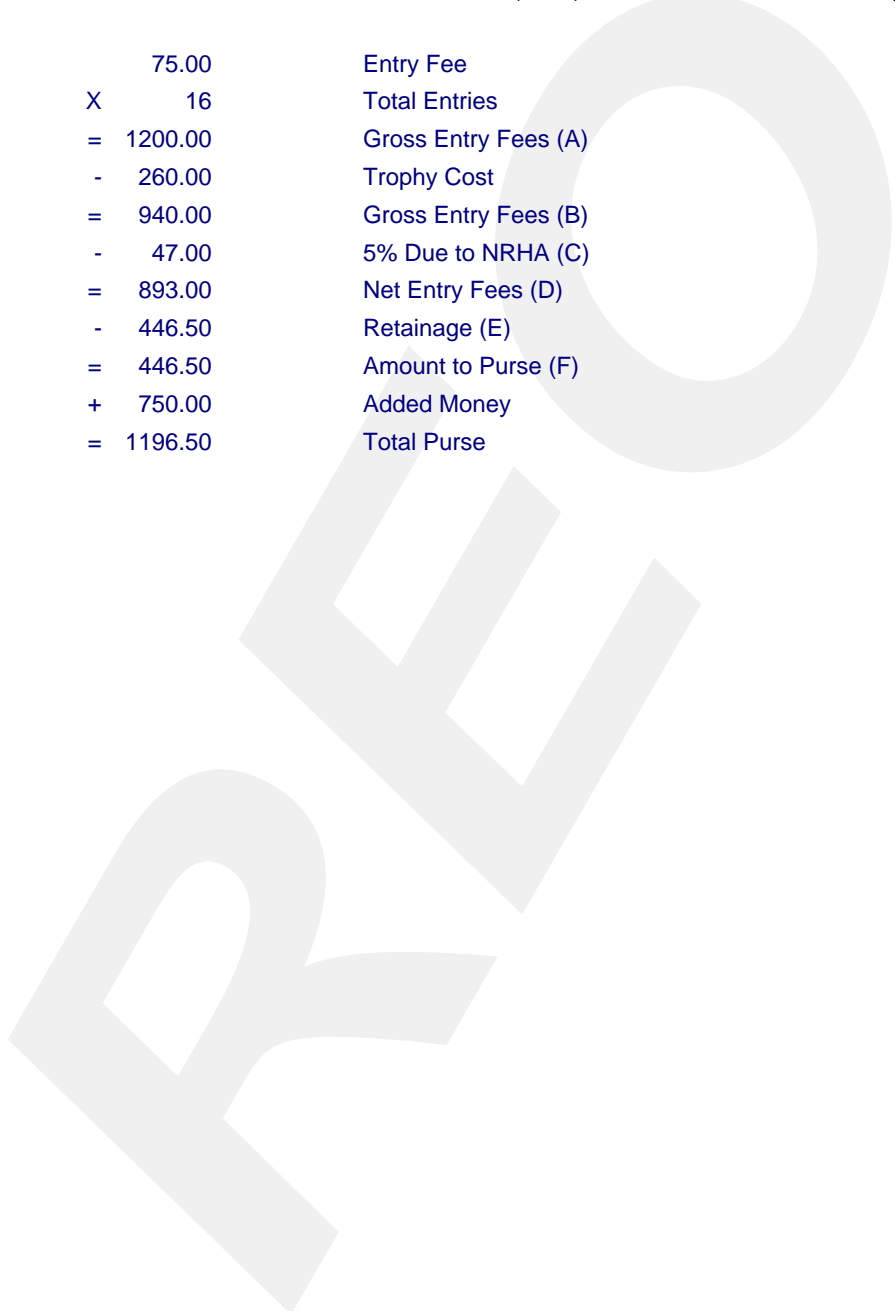 75.00 Entry Fee
X 16 Total Entries
= 1200.00 Gross Entry Fees (A)
- 260.00 Trophy Cost
= 940.00 Gross Entry Fees (B)
- 47.00 5% Due to NRHA (C)
= 893.00 Net Entry Fees (D)
- 446.50 Retainage (E)
= 446.50 Amount to Purse (F)
+ 750.00 Added Money
= 1196.50 Total Purse
REO